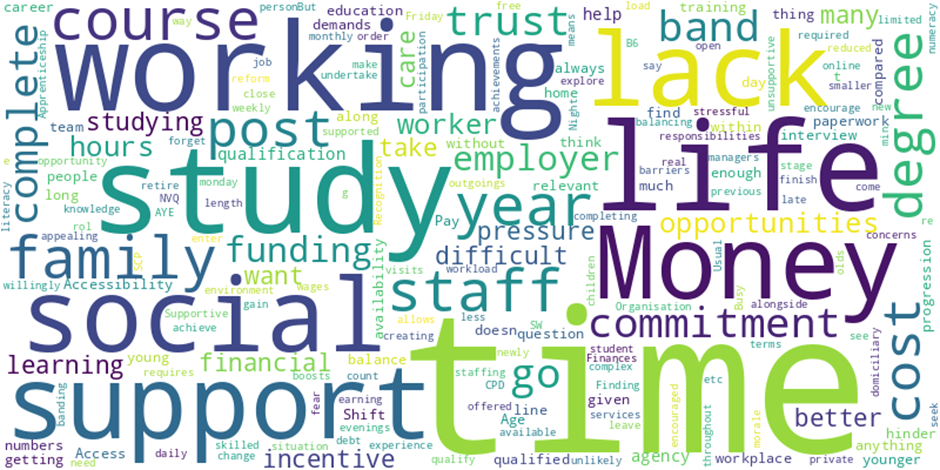 career
way
personBut
education
free
load
training
limited
course
working
monthly
order
demands
job
Friday
trust
help
band
thing
many
reform
make
undertake
always
B6
open
required
reduced
numeracy
complete
Apprenticeship
close
weekly
care
participation
achievements
means
explore
home
Nights
say
lack
day
unsupportive
online
t
smaller
compared
degree
team
studying
post
along
supported
worker
find
stressful
encourage
new
balancing
within
paperwork
mind
hours
forget
qualification
take
without
think
responsibilities
interview
e
opportunity
people
study
employer
life
real
barriers
managers
enough
stage
finish
long
retire
monday
Recognition
outgoings
relevant
much
previous
late
come
literacy
knowledge
NVQ
AYE
length
g
year
completing
rol
Pay
pressure
opportunities
re
appealing
SCP
enter
family
funding
visits
difficult
Money
Usual
concerns
willingly
Accessibility
want
availability
workload
children
olds
progression
environment
wages
staff
Organisation
Busy
alongside
social
gain
Supportive
achieve
allows
less
SW
commitment
creating
doesn
question
terms
see
cost
learning
young
requires
financial
balance
time
newly
student
Finances
domiciliary
support
boosts
count
staffing
complex
go
CPD
Finding
etc
banding
fear
earning
Shift
evenings
offered
line
given
services
encouraged
throughout
better
hinder
seek
numbers
Access
skilled
change
situation
debt
experience
Age
available
leave
morale
anything
getting
need
daily
incentive
qualify
qualified
unlikely
agency
workplace
private
younger